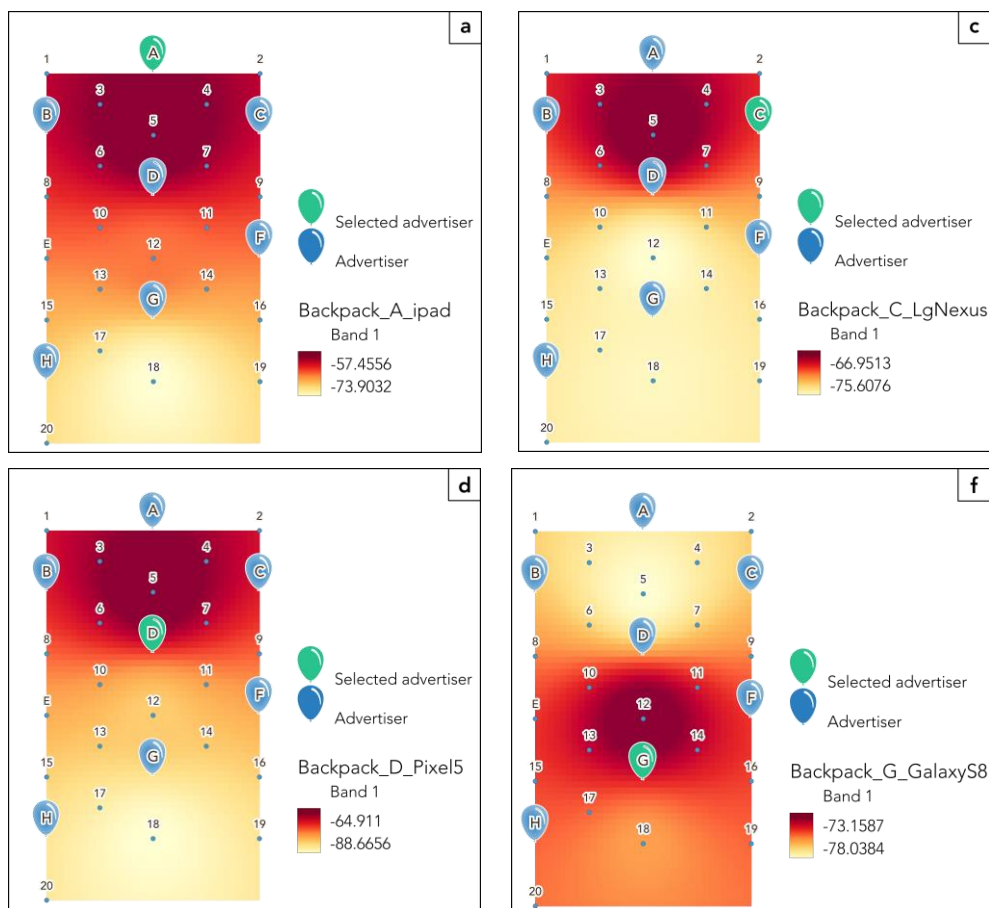 a
A
1 2
3 4
B C
5
6 7
D
8 9
10 11
F
E 12
13 14
G
15 16
17
H 18 19
20
Selected advertiser
Advertiser
Backpack_A_ipad
Band 1
-57.4556
-73.9032
c
A
1 2
3 4
B C
5
6 7
D
8 9
10 11
F
E 12
13 14
G
15 16
17
H 18 19
20
Selected advertiser
Advertiser
Backpack_C_LgNexus
Band 1
-66.9513
-75.6076
d
A
1 2
3 4
B C
5
6 7
D
8 9
10 11
F
E 12
13 14
G
15 16
17
H 18 19
20
Selected advertiser
Advertiser
Backpack_D_Pixel5
Band 1
-64.911
-88.6656
f
A
1 2
3 4
B C
5
6 7
D
8 9
10 11
F
E 12
13 14
G
15 16
17
H 18 19
20
Selected advertiser
Advertiser
Backpack_G_GalaxyS8
Band 1
-73.1587
-78.0384